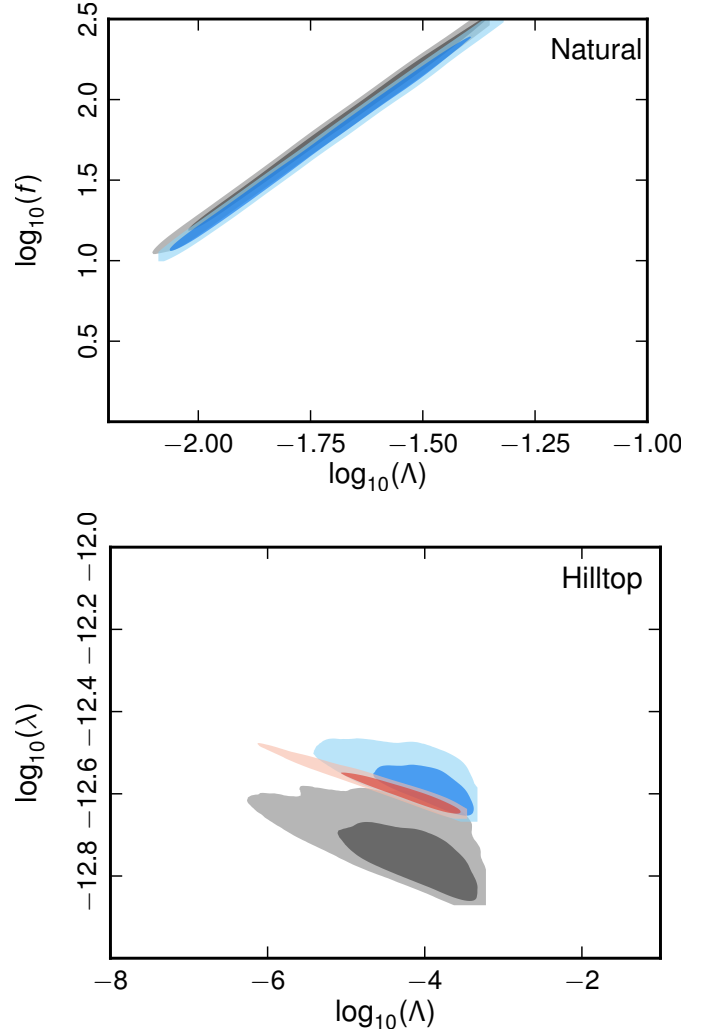 2.5
Natural
2.0
1.5
1.0
0.5
log₁₀(f)
−2.00 −1.75 −1.50 −1.25 −1.00
log₁₀(Λ)
−12.0
Hilltop
−12.2
−12.4
−12.6
−12.8
log₁₀(λ)
−8 −6 −4 −2
log₁₀(Λ)